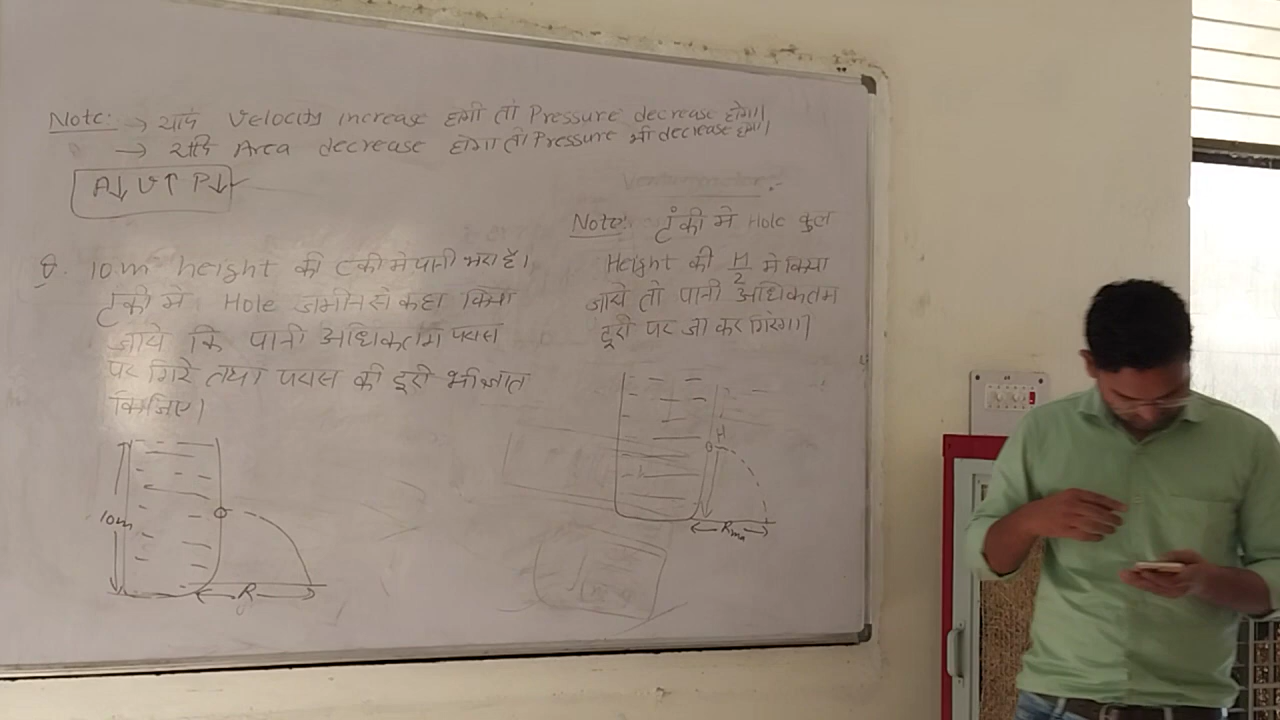 Note: → यदि Velocity increase होगी तो Pressure decrease होगा।
→ यदि Area decrease होगा तो Pressure भी decrease होगा।
A↓ V↑ P↓
Q. 10m height की टंकी मे पानी भरा है।
टंकी मे Hole जमीन से कहा किया
जाये कि पानी अधिकतम परास
पर गिरे तथा परास की दूरी भी ज्ञात
किजिए।
10m
R
Note: टंकी मे Hole कुल
Height की H/2 मे किया
जाये तो पानी अधिकतम
दूरी पर जा कर गिरेगा।
H